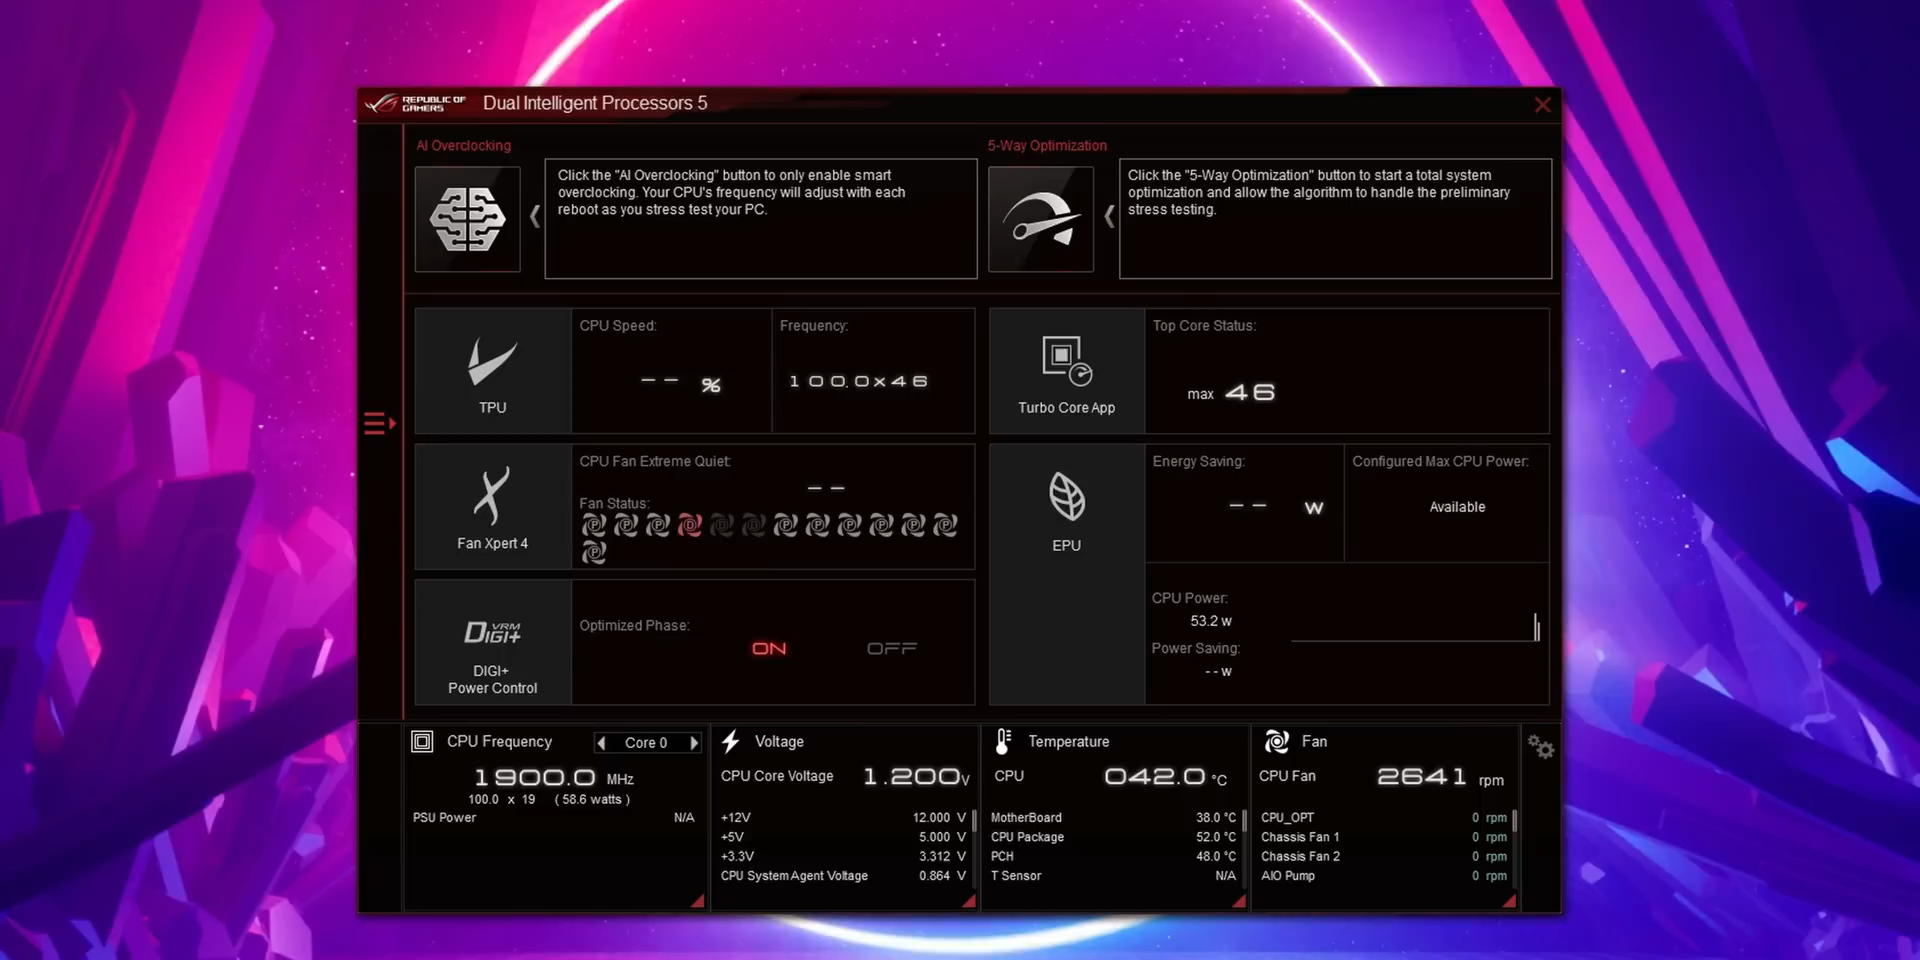 REPUBLIC OF
GAMERS
Dual Intelligent Processors 5
AI Overclocking
Click the "AI Overclocking" button to only enable smart
overclocking. Your CPU's frequency will adjust with each
reboot as you stress test your PC.
5-Way Optimization
Click the "5-Way Optimization" button to start a total system
optimization and allow the algorithm to handle the preliminary
stress testing.
TPU
CPU Speed:
-- %
Frequency:
100.0x46
Turbo Core App
Top Core Status:
max 46
Fan Xpert 4
CPU Fan Extreme Quiet:
--
Fan Status:
P P P D D D P P P P P P
P
EPU
Energy Saving:
-- w
Configured Max CPU Power:
Available
CPU Power:
53.2 w
Power Saving:
-- w
VRM
DIGI+
DIGI+
Power Control
Optimized Phase:
ON OFF
CPU Frequency
Core 0
1900.0 MHz
100.0 x 19 ( 58.6 watts )
PSU Power N/A
Voltage
CPU Core Voltage 1.200 v
+12V 12.000 V
+5V 5.000 V
+3.3V 3.312 V
CPU System Agent Voltage 0.864 V
Temperature
CPU 042.0 °C
MotherBoard 38.0 °C
CPU Package 52.0 °C
PCH 48.0 °C
T Sensor N/A
Fan
CPU Fan 2641 rpm
CPU_OPT 0 rpm
Chassis Fan 1 0 rpm
Chassis Fan 2 0 rpm
AIO Pump 0 rpm